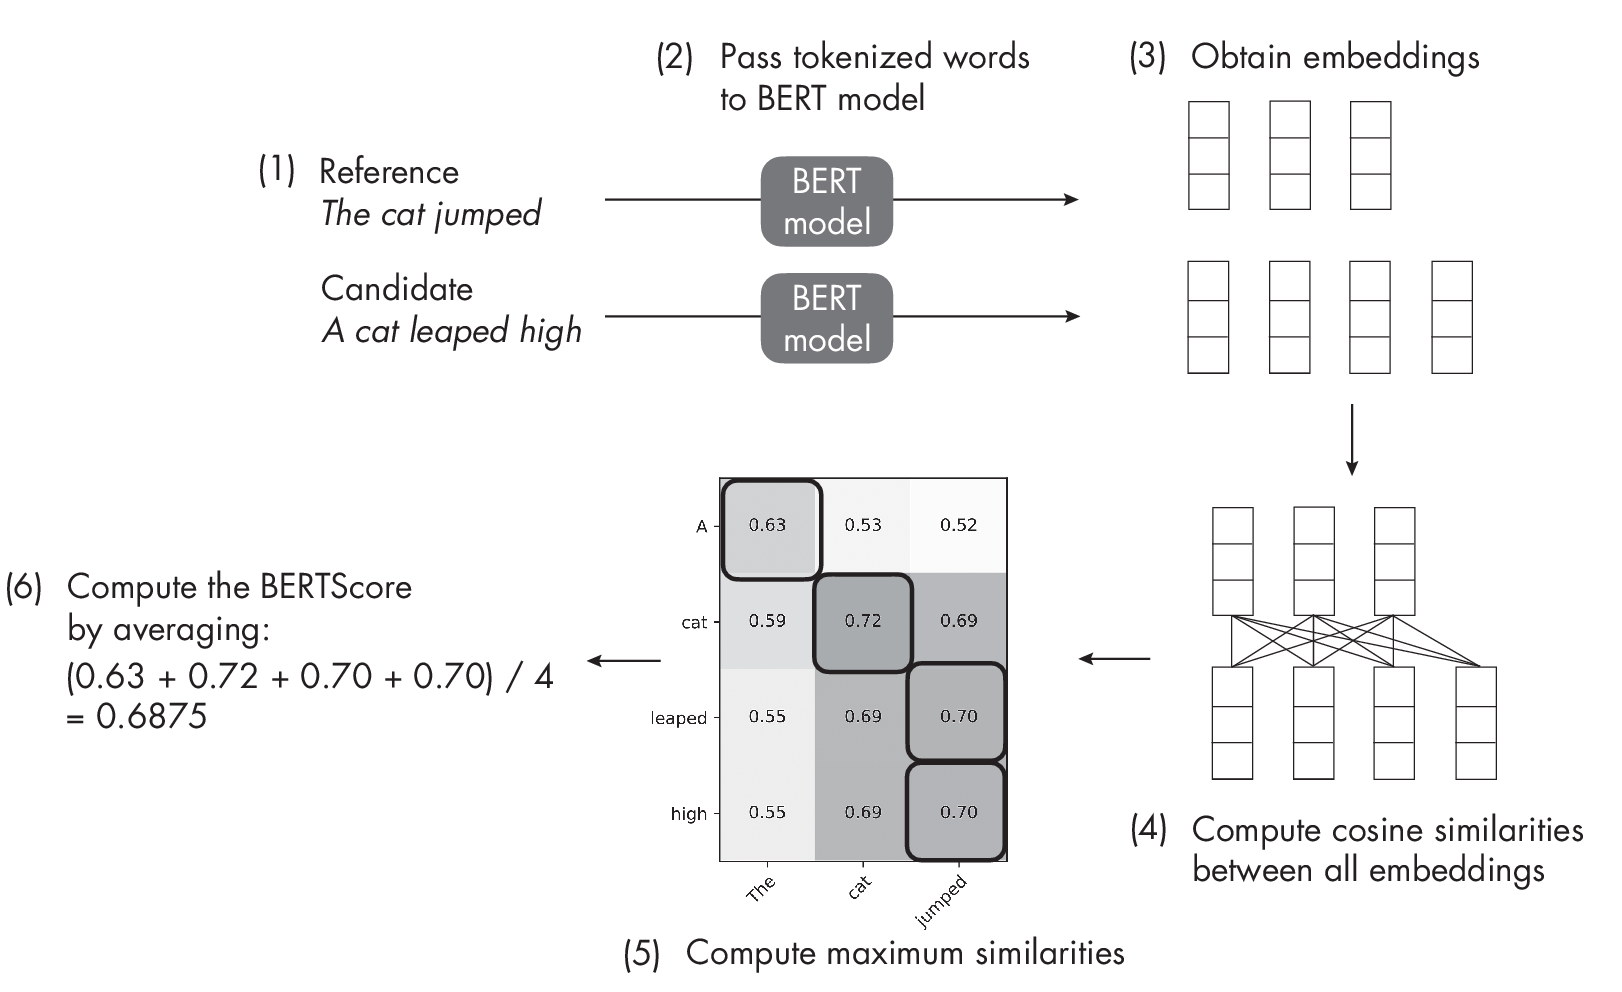 (1) Reference
The cat jumped
Candidate
A cat leaped high
(2) Pass tokenized words
to BERT model
BERT
model
BERT
model
(3) Obtain embeddings
(4) Compute cosine similarities
between all embeddings
A 0.63 0.53 0.52
cat 0.59 0.72 0.69
leaped 0.55 0.69 0.70
high 0.55 0.69 0.70
The cat jumped
(5) Compute maximum similarities
(6) Compute the BERTScore
by averaging:
(0.63 + 0.72 + 0.70 + 0.70) / 4
= 0.6875